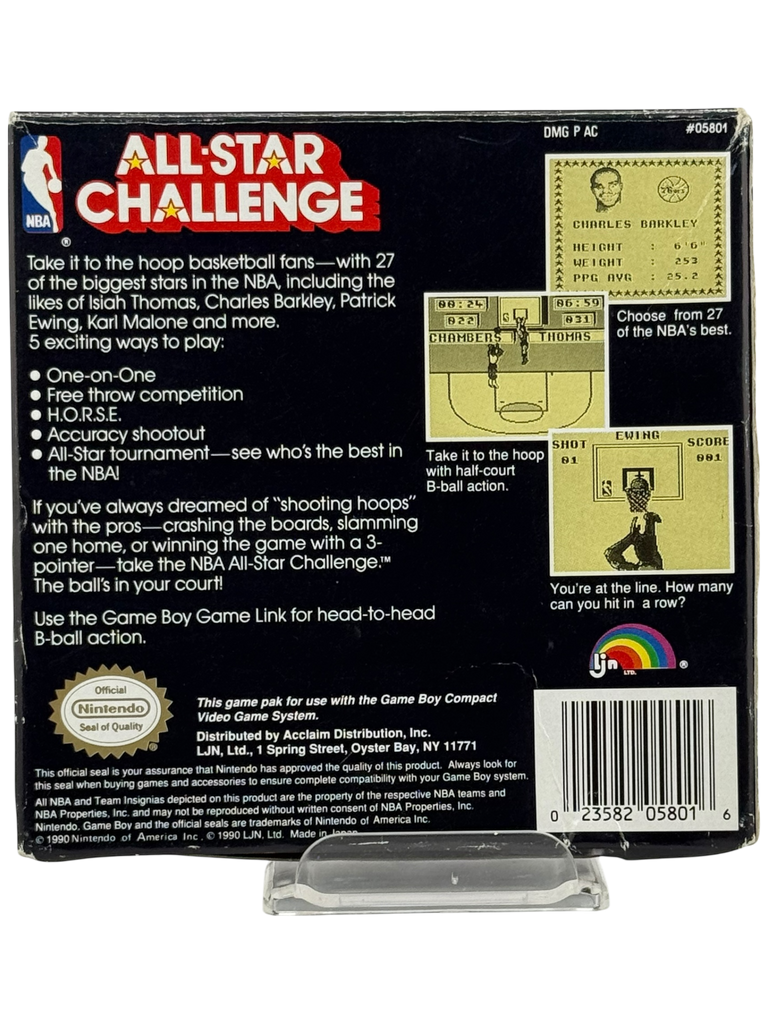 DMG P AC #05801
ALL·STAR
CHALLENGE
NBA
®
Take it to the hoop basketball fans—with 27
of the biggest stars in the NBA, including the
likes of Isiah Thomas, Charles Barkley, Patrick
Ewing, Karl Malone and more.
5 exciting ways to play:
• One-on-One
• Free throw competition
• H.O.R.S.E.
• Accuracy shootout
• All-Star tournament—see who's the best in
the NBA!
If you've always dreamed of "shooting hoops"
with the pros—crashing the boards, slamming
one home, or winning the game with a 3-
pointer—take the NBA All-Star Challenge.™
The ball's in your court!
Use the Game Boy Game Link for head-to-head
B-ball action.
76ers
CHARLES BARKLEY
HEIGHT : 6'6"
WEIGHT : 253
PPG AVG : 25.2
Choose from 27
of the NBA's best.
00:24 06:59
022 031
CHAMBERS THOMAS
Take it to the hoop
with half-court
B-ball action.
EWING
SHOT SCORE
01 001
You're at the line. How many
can you hit in a row?
ljn LTD. ®
Official
Nintendo
Seal of Quality
®
This game pak for use with the Game Boy Compact
Video Game System.
Distributed by Acclaim Distribution, Inc.
LJN, Ltd., 1 Spring Street, Oyster Bay, NY 11771
This official seal is your assurance that Nintendo has approved the quality of this product. Always look for
this seal when buying games and accessories to ensure complete compatibility with your Game Boy system.
All NBA and Team Insignias depicted on this product are the property of the respective NBA teams and
NBA Properties, Inc. and may not be reproduced without written consent of NBA Properties, Inc.
Nintendo, Game Boy and the official seals are trademarks of Nintendo of America Inc.
© 1990 Nintendo of America Inc. © 1990 LJN, Ltd. Made in Japan
0 23582 05801 6